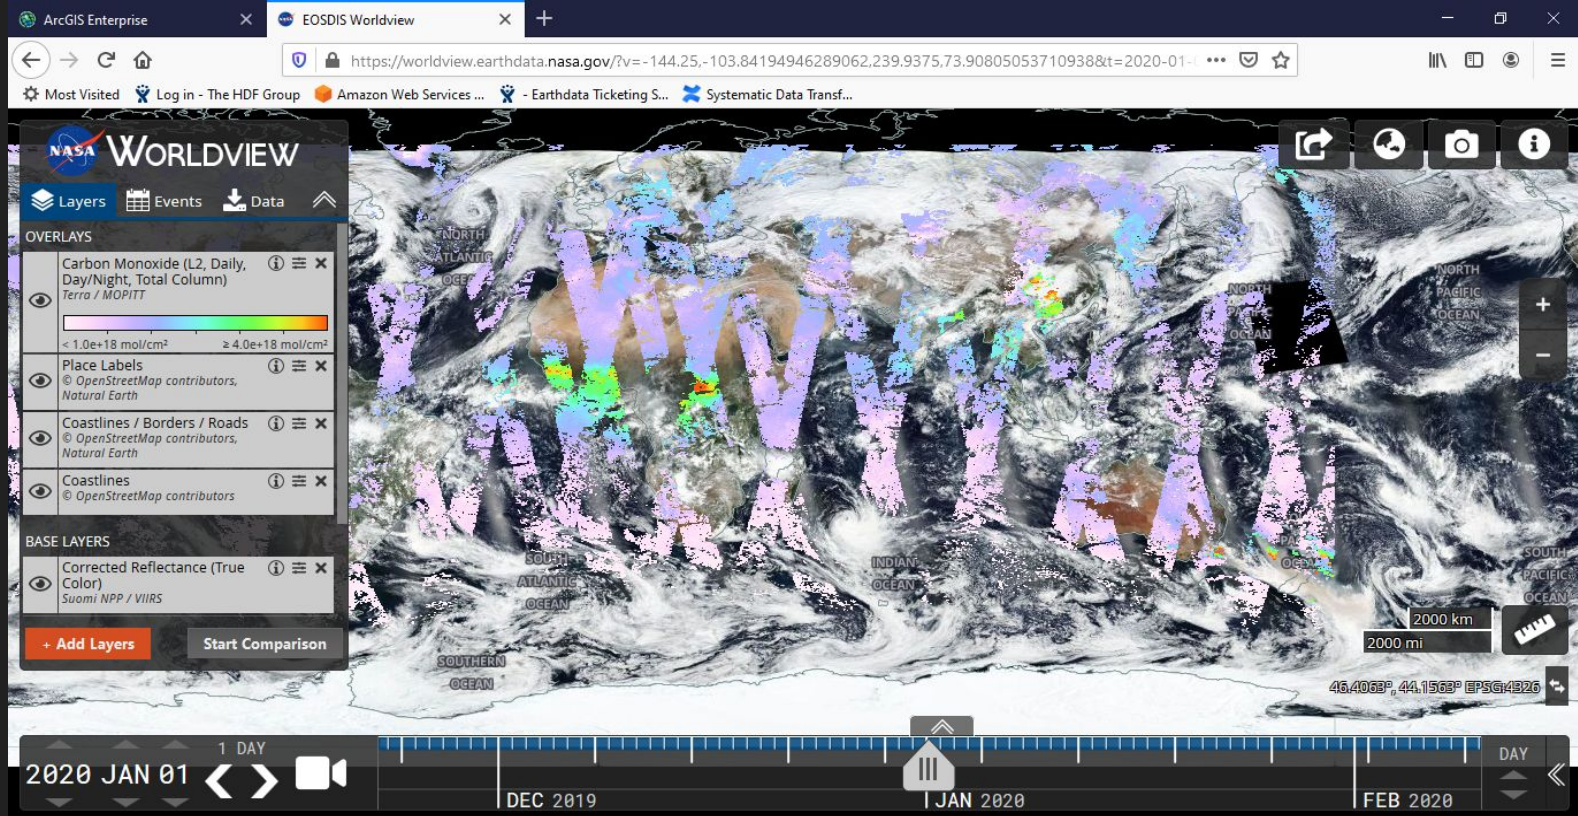 ArcGIS Enterprise
EOSDIS Worldview
https://worldview.earthdata.nasa.gov/?v=-144.25,-103.84194946289062,239.9375,73.90805053710938&t=2020-01-
Most Visited
Log in - The HDF Group
Amazon Web Services ...
- Earthdata Ticketing S...
Systematic Data Transf...
NASA WORLDVIEW
Layers
Events
Data
OVERLAYS
Carbon Monoxide (L2, Daily,
Day/Night, Total Column)
Terra / MOPITT
< 1.0e+18 mol/cm²
≥ 4.0e+18 mol/cm²
Place Labels
© OpenStreetMap contributors,
Natural Earth
Coastlines / Borders / Roads
© OpenStreetMap contributors,
Natural Earth
Coastlines
© OpenStreetMap contributors
BASE LAYERS
Corrected Reflectance (True
Color)
Suomi NPP / VIIRS
+ Add Layers
Start Comparison
NORTH
ATLANTIC
NORTH
PACIFIC
OCEAN
NORTH
SOUTH
ATLANTIC
OCEAN
INDIAN
OCEAN
SOUTH
PACIFIC
OCEAN
SOUTHERN
OCEAN
2000 km
2000 mi
46.4063°, 44.1563° EPSG:4326
1 DAY
2020 JAN 01
DEC 2019
JAN 2020
FEB 2020
DAY